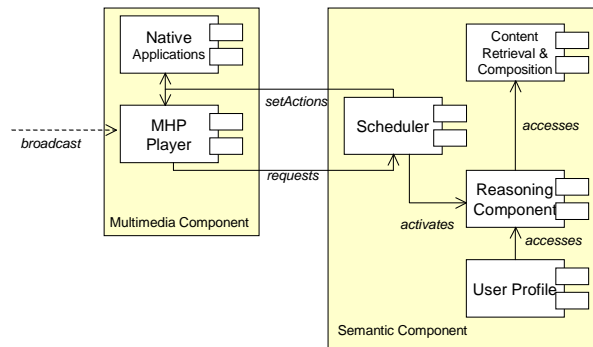 Native
Applications
Content
Retrieval &
Composition
setActions
MHP
Player
Scheduler
broadcast
accesses
requests
Reasoning
Component
Multimedia Component
activates
accesses
User Profile
Semantic Component